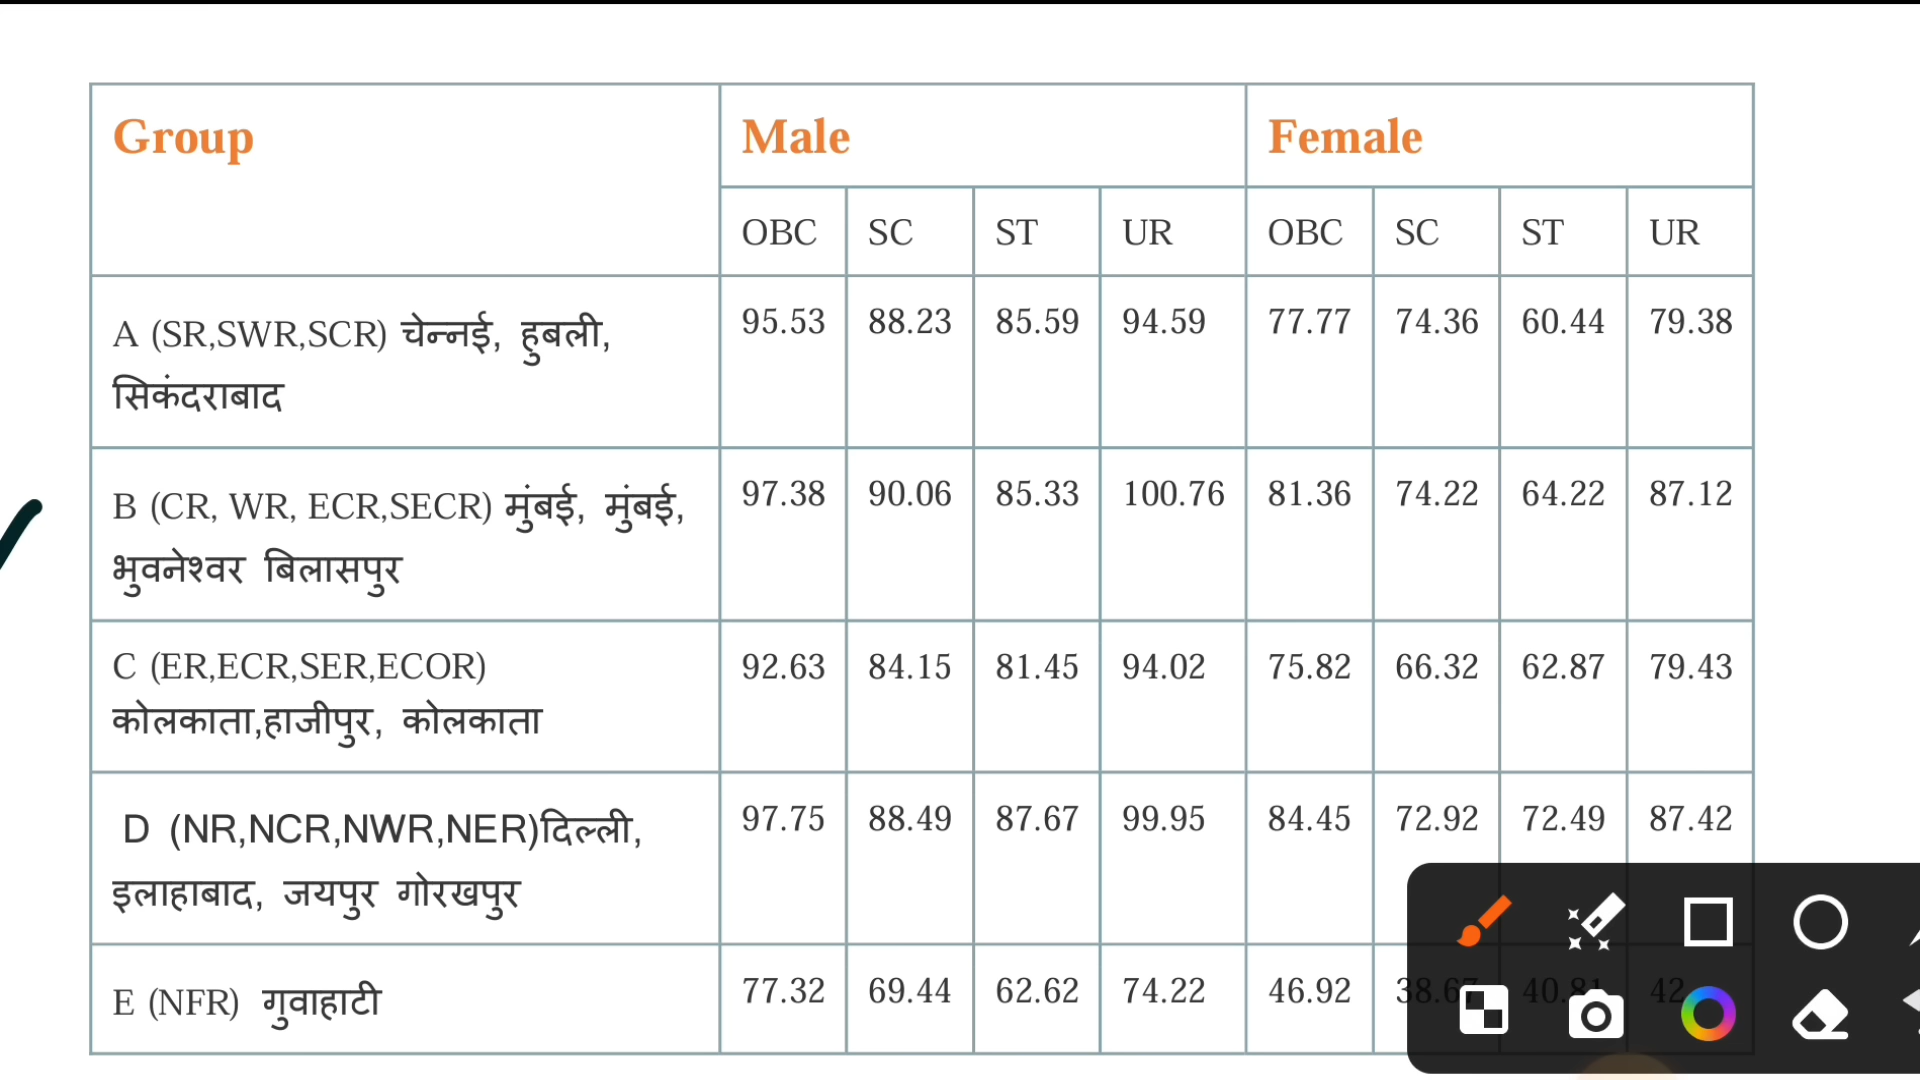 Group Male Female
OBC SC ST UR OBC SC ST UR
A (SR,SWR,SCR) चेन्नई, हुबली, 95.53 88.23 85.59 94.59 77.77 74.36 60.44 79.38
सिकंदराबाद
B (CR, WR, ECR,SECR) मुंबई, मुंबई, 97.38 90.06 85.33 100.76 81.36 74.22 64.22 87.12
भुवनेश्वर बिलासपुर
C (ER,ECR,SER,ECOR) 92.63 84.15 81.45 94.02 75.82 66.32 62.87 79.43
कोलकाता,हाजीपुर, कोलकाता
D (NR,NCR,NWR,NER)दिल्ली, 97.75 88.49 87.67 99.95 84.45 72.92 72.49 87.42
इलाहाबाद, जयपुर गोरखपुर
E (NFR) गुवाहाटी 77.32 69.44 62.62 74.22 46.92